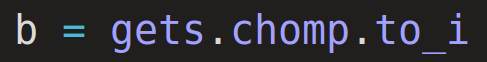 b = gets.chomp.to_i